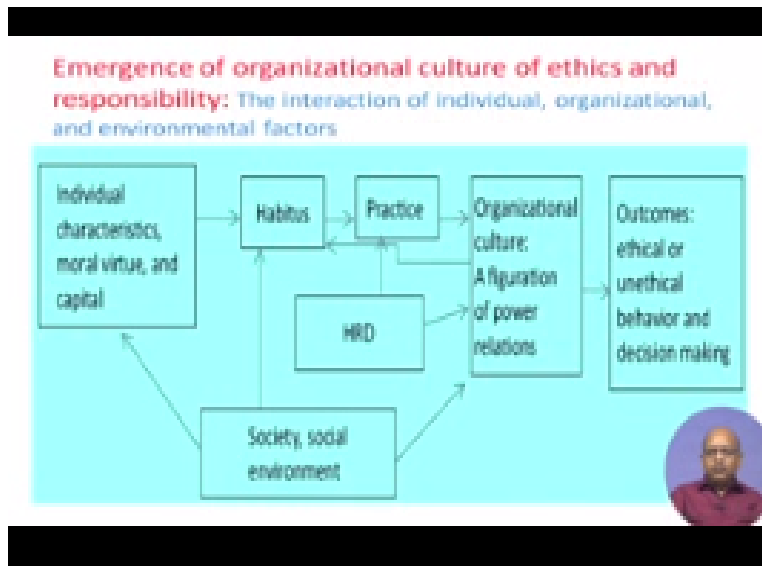 Emergence of organizational culture of ethics and
responsibility: The interaction of individual, organizational,
and environmental factors
Individual
characteristics,
moral virtue, and
capital
Habitus
Practice
Organizational
culture:
A figuration
of power
relations
Outcomes:
ethical or
unethical
behavior and
decision making
HRD
Society, social
environment